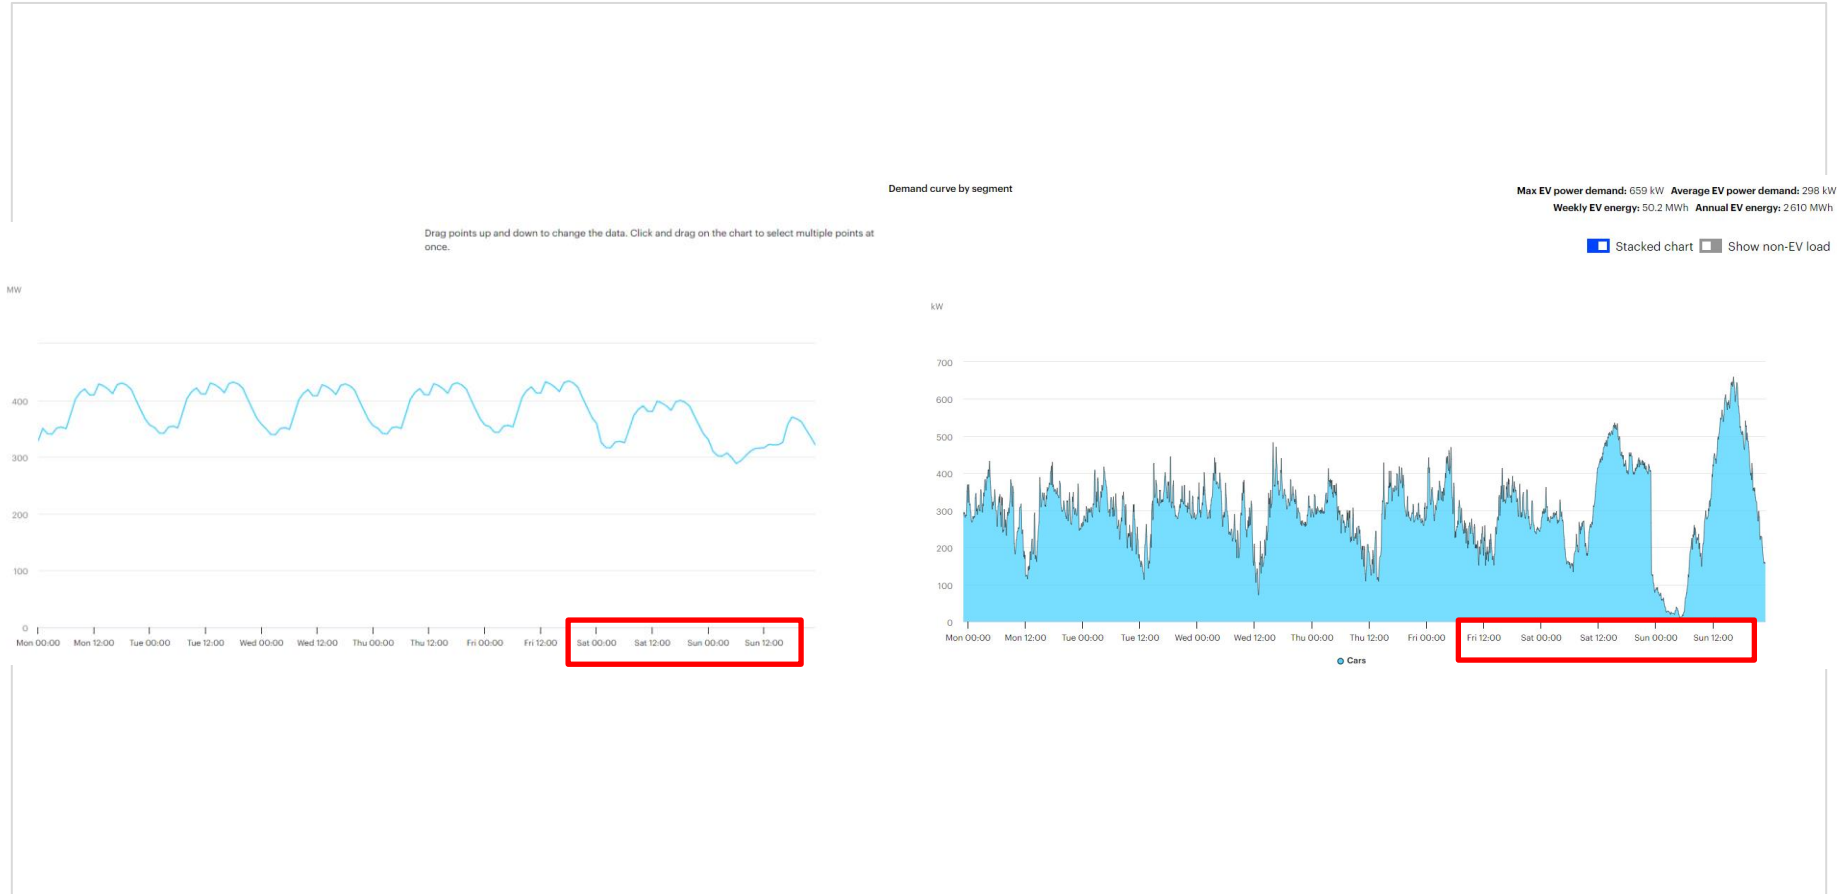 Demand curve by segment
Max EV power demand: 659 kW Average EV power demand: 298 kW
Weekly EV energy: 50.2 MWh Annual EV energy: 2 610 MWh
Drag points up and down to change the data. Click and drag on the chart to select multiple points at
once.
Stacked chart Show non-EV load
MW
400
300
200
100
0
Mon 00:00 Mon 12:00 Tue 00:00 Tue 12:00 Wed 00:00 Wed 12:00 Thu 00:00 Thu 12:00 Fri 00:00 Fri 12:00 Sat 00:00 Sat 12:00 Sun 00:00 Sun 12:00
kW
700
600
500
400
300
200
100
0
Mon 00:00 Mon 12:00 Tue 00:00 Tue 12:00 Wed 00:00 Wed 12:00 Thu 00:00 Thu 12:00 Fri 00:00 Fri 12:00 Sat 00:00 Sat 12:00 Sun 00:00 Sun 12:00
Cars